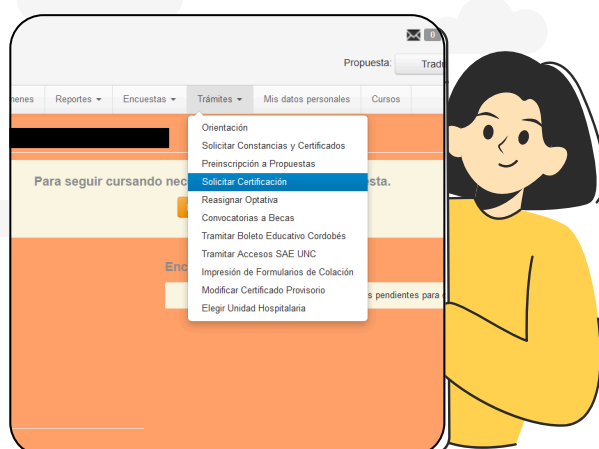 0
Propuesta: Tradu
menes Reportes Encuestas Trámites Mis datos personales Cursos
Orientación
Solicitar Constancias y Certificados
Preinscripción a Propuestas
Para seguir cursando nec Solicitar Certificación sta.
Reasignar Optativa
Convocatorias a Becas
Tramitar Boleto Educativo Cordobés
Tramitar Accesos SAE UNC
Enc
Impresión de Formularios de Colación
Modificar Certificado Provisorio s pendientes para
Elegir Unidad Hospitalaria